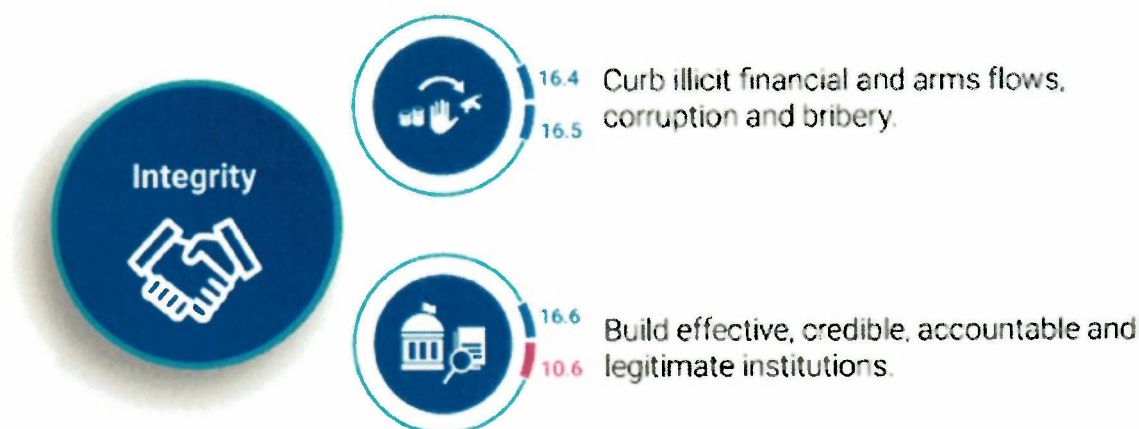 Integrity
16.4
16.5
Curb illicit financial and arms flows,
corruption and bribery.
16.6
10.6
Build effective, credible, accountable and
legitimate institutions.